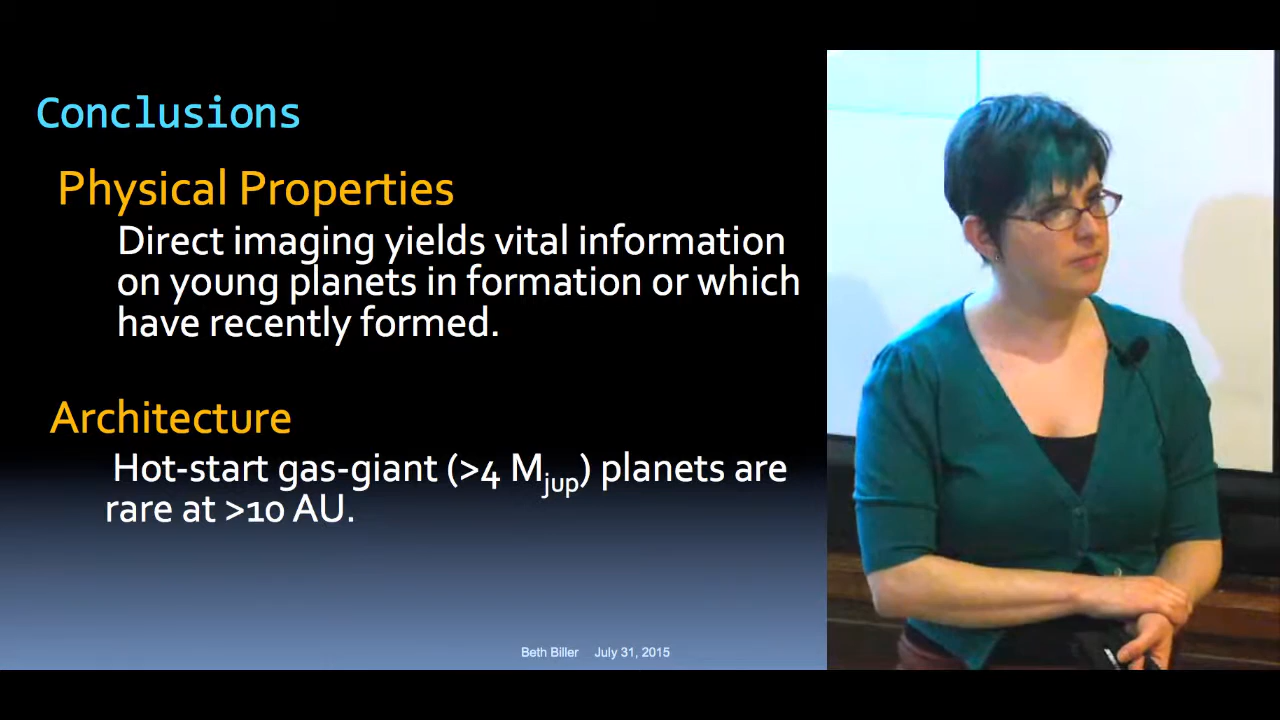 Conclusions
Physical Properties
Direct imaging yields vital information
on young planets in formation or which
have recently formed.
Architecture
Hot-start gas-giant (>4 Mjup) planets are
rare at >10 AU.
Beth Biller July 31, 2015